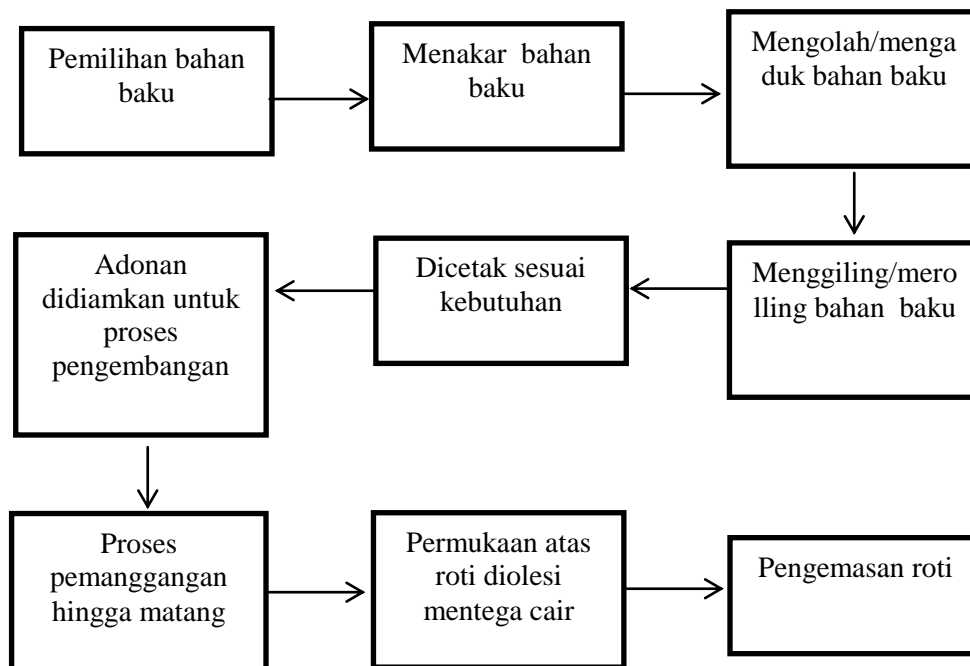 Pemilihan bahan
baku
Menakar bahan
baku
Mengolah/menga
duk bahan baku
Menggiling/mero
lling bahan baku
Dicetak sesuai
kebutuhan
Adonan
didiamkan untuk
proses
pengembangan
Proses
pemanggangan
hingga matang
Permukaan atas
roti diolesi
mentega cair
Pengemasan roti